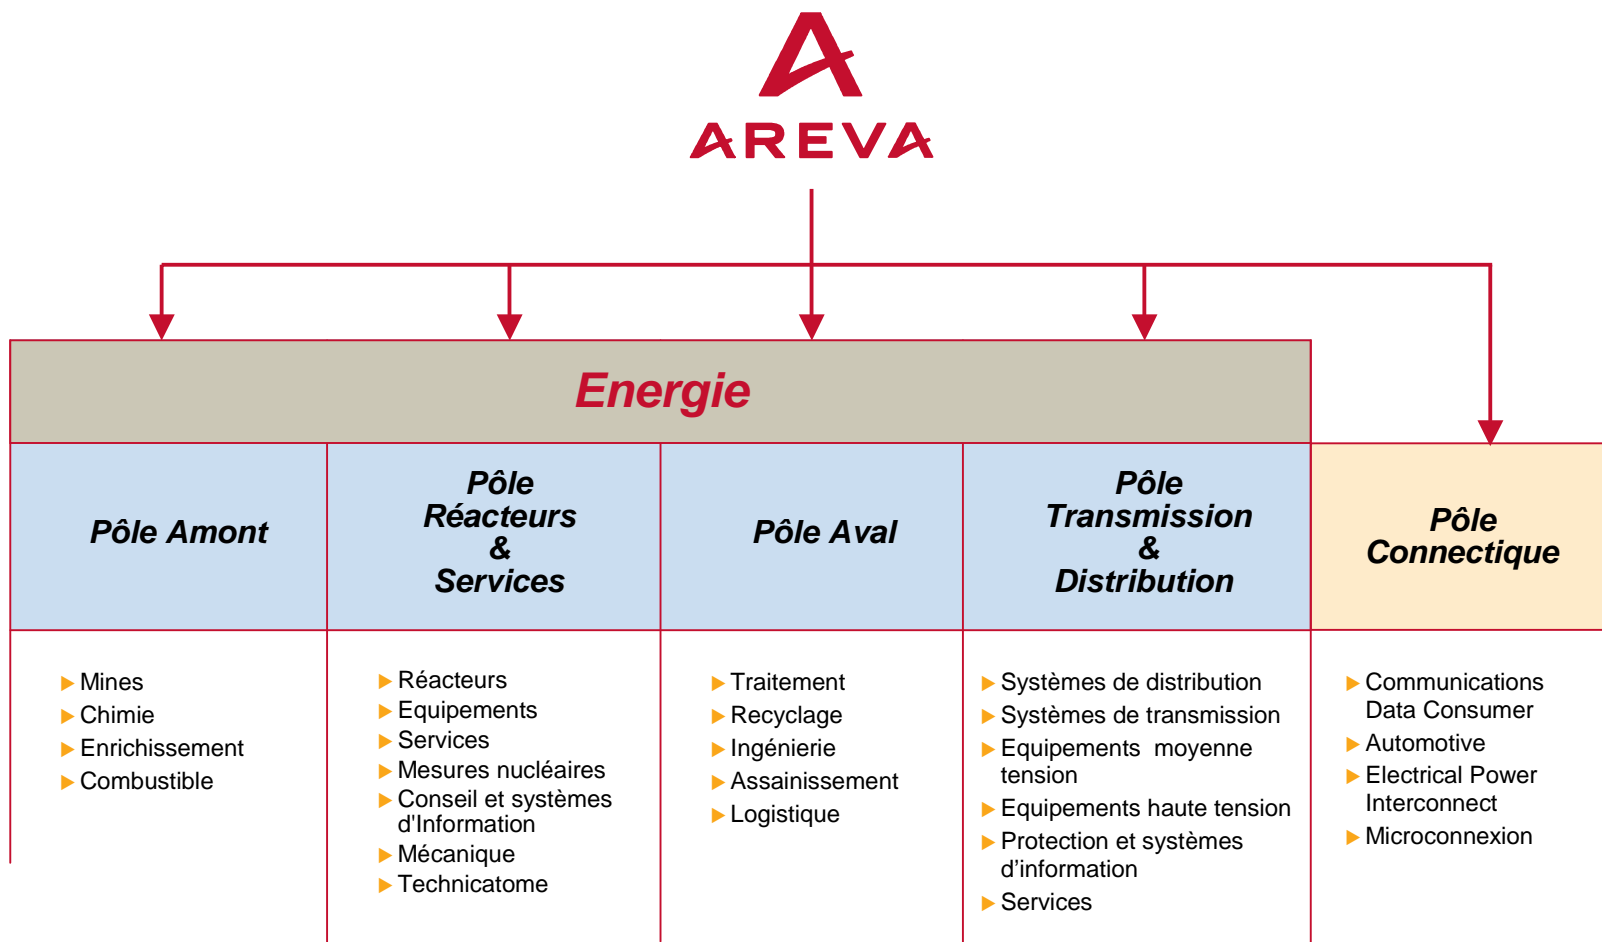 AREVA
Energie
Pôle Amont
Pôle
Réacteurs
&
Services
Pôle Aval
Pôle
Transmission
&
Distribution
Pôle
Connectique
Mines
Chimie
Enrichissement
Combustible
Réacteurs
Equipements
Services
Mesures nucléaires
Conseil et systèmes
d'Information
Mécanique
Technicatome
Traitement
Recyclage
Ingénierie
Assainissement
Logistique
Systèmes de distribution
Systèmes de transmission
Equipements moyenne
tension
Equipements haute tension
Protection et systèmes
d’information
Services
Communications
Data Consumer
Automotive
Electrical Power
Interconnect
Microconnexion